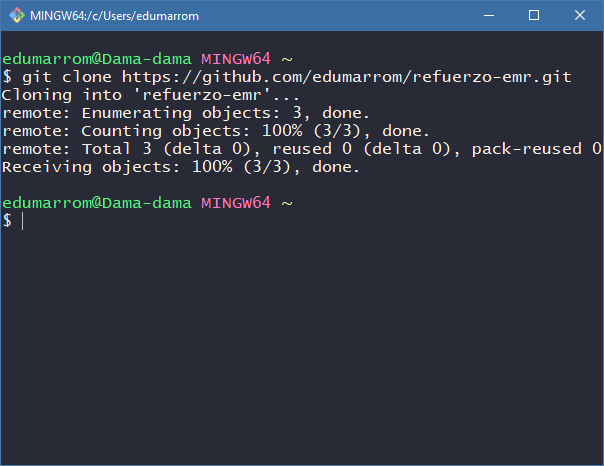 MINGW64:/c/Users/edumarrom
edumarrom@Dama-dama MINGW64 ~
$ git clone https://github.com/edumarrom/refuerzo-emr.git
Cloning into 'refuerzo-emr'...
remote: Enumerating objects: 3, done.
remote: Counting objects: 100% (3/3), done.
remote: Total 3 (delta 0), reused 0 (delta 0), pack-reused 0
Receiving objects: 100% (3/3), done.
edumarrom@Dama-dama MINGW64 ~
$